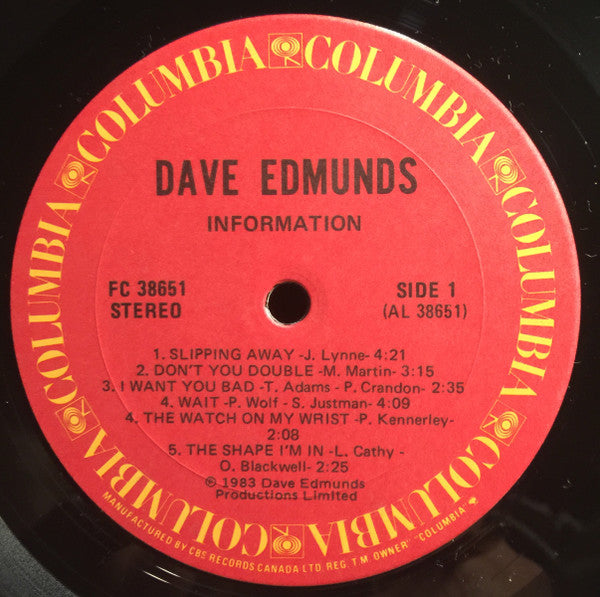 COLUMBIA COLUMBIA COLUMBIA COLUMBIA COLUMBIA COLUMBIA COLUMBIA
DAVE EDMUNDS
INFORMATION
FC 38651
STEREO
SIDE 1
(AL 38651)
1. SLIPPING AWAY -J. Lynne- 4:21
2. DON'T YOU DOUBLE -M. Martin- 3:15
3. I WANT YOU BAD -T. Adams - P. Crandon- 2:35
4. WAIT -P. Wolf - S. Justman- 4:09
4. THE WATCH ON MY WRIST -P. Kennerley-
2:08
5. THE SHAPE I'M IN -L. Cathy -
O. Blackwell- 2:25
℗ 1983 Dave Edmunds
Productions Limited
MANUFACTURED BY CBS RECORDS CANADA LTD. REG. T.M. OWNER "COLUMBIA"